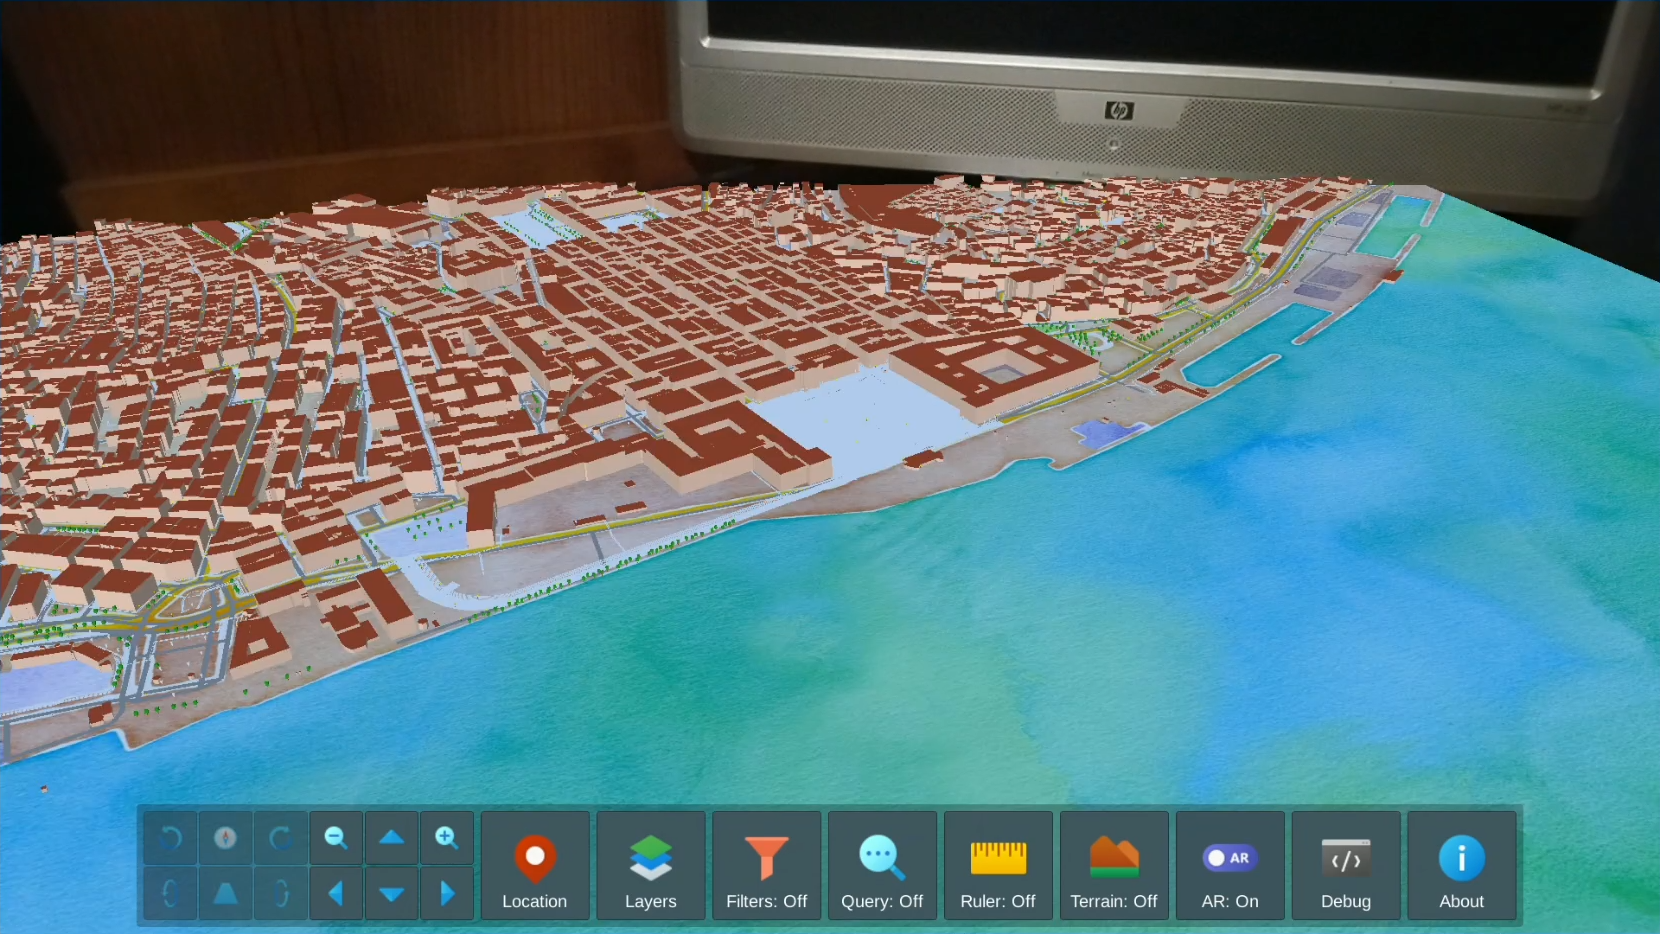 hp
Location
Layers
Filters: Off
Query: Off
Ruler: Off
Terrain: Off
AR
AR: On
</>
Debug
i
About